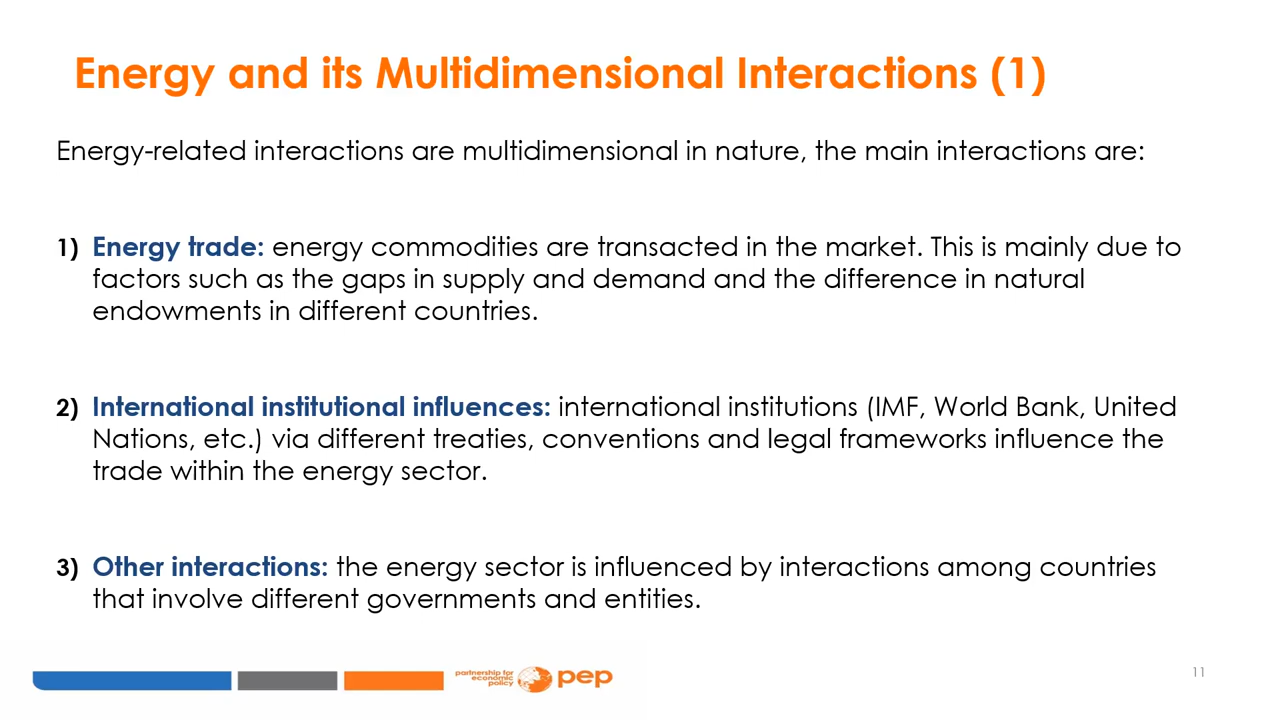 Energy and its Multidimensional Interactions (1)
Energy-related interactions are multidimensional in nature, the main interactions are:
1) Energy trade: energy commodities are transacted in the market. This is mainly due to
factors such as the gaps in supply and demand and the difference in natural
endowments in different countries.
2) International institutional influences: international institutions (IMF, World Bank, United
Nations, etc.) via different treaties, conventions and legal frameworks influence the
trade within the energy sector.
3) Other interactions: the energy sector is influenced by interactions among countries
that involve different governments and entities.
partnership for
economic
policy
pep
11